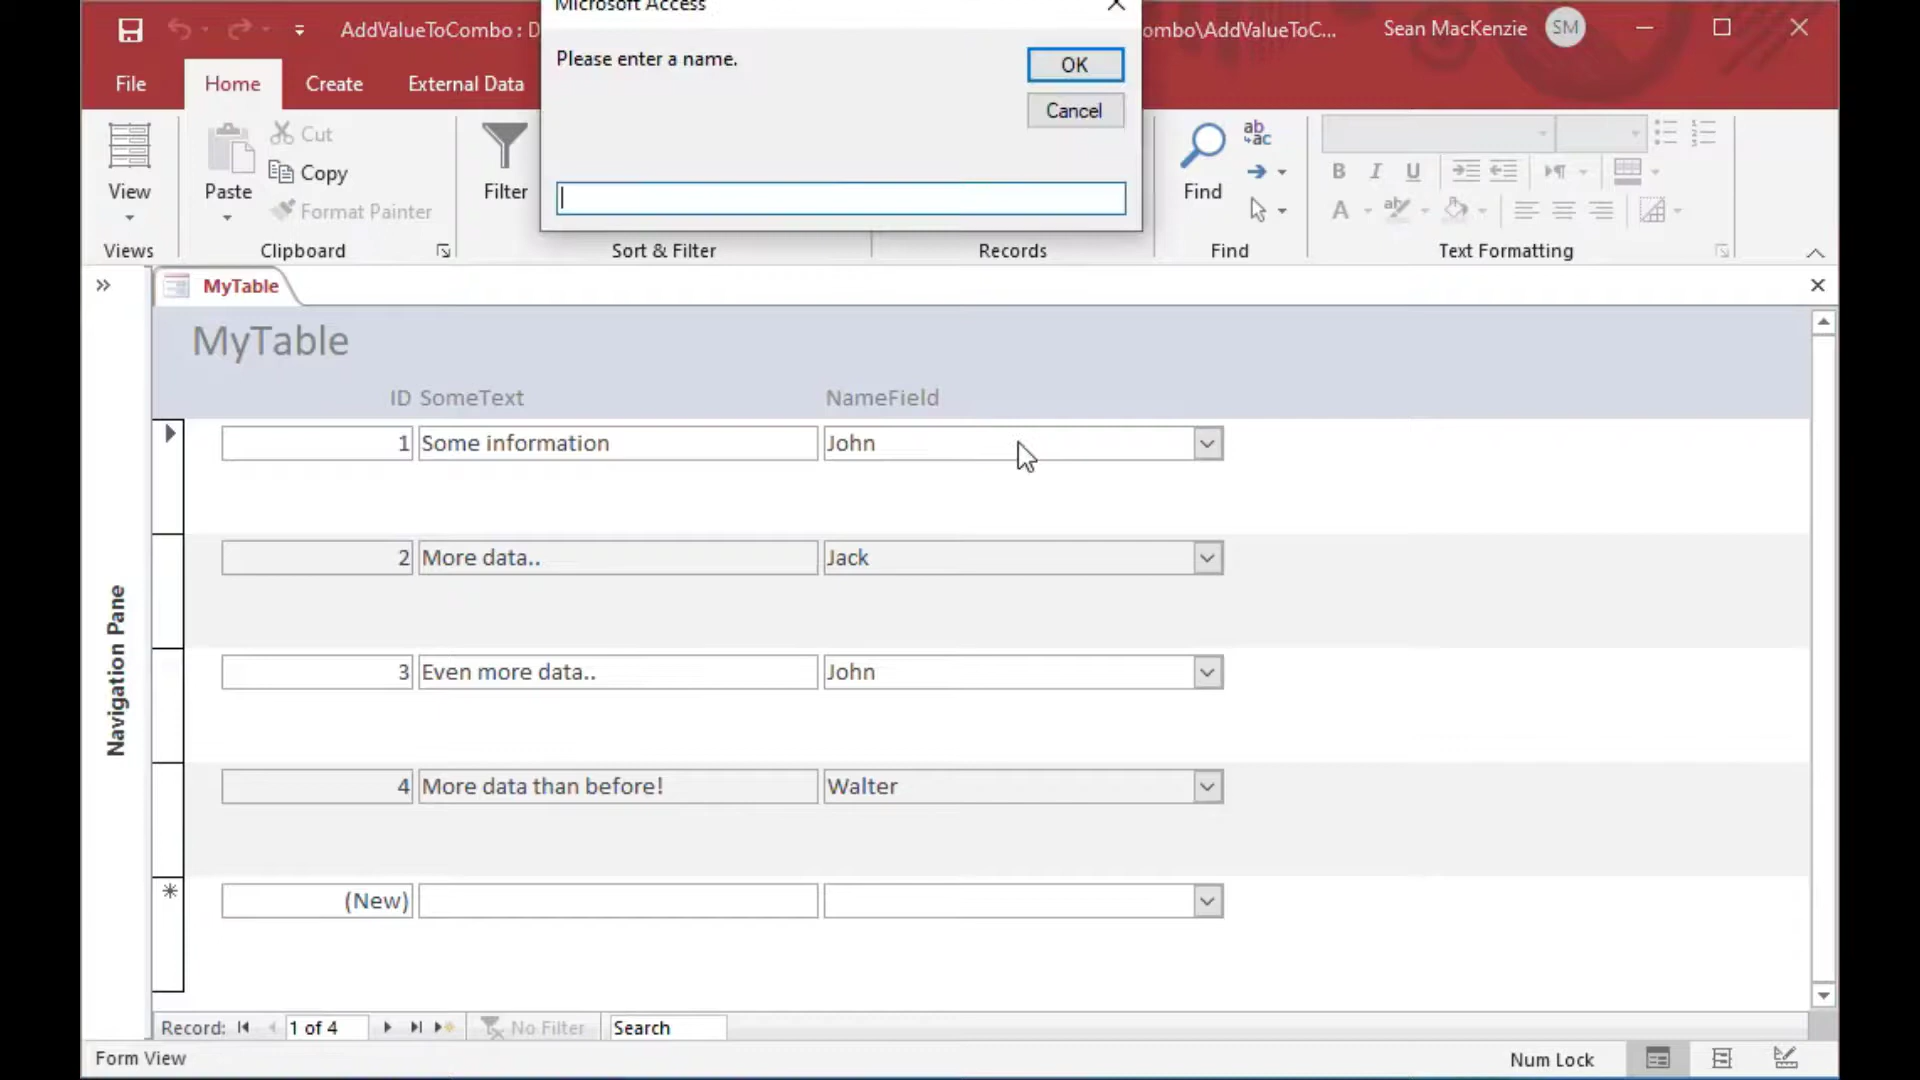 Microsoft Access
AddValueToCombo : D
ombo\AddValueToC...
Sean MacKenzie
SM
Please enter a name.
OK
Cancel
File
Home
Create
External Data
View
Paste
Cut
Copy
Format Painter
Filter
Find
ab
ac
B I U
A
ab
Views
Clipboard
Sort & Filter
Records
Find
Text Formatting
MyTable
MyTable
ID SomeText NameField
1 Some information John
2 More data.. Jack
3 Even more data.. John
4 More data than before! Walter
(New)
Navigation Pane
Record: 1 of 4 No Filter Search
Form View
Num Lock